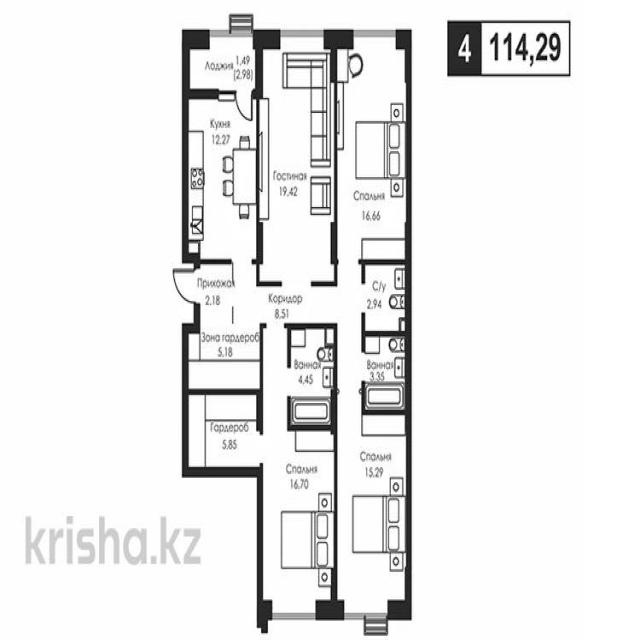 4 114,29
Лоджия 1,49
(2.98)
Кухня
12.27
Гостиная
19.42
Спальня
16.66
Прихожая
2.18
Коридор
8.51
С/у
2.94
Зона гардероб
5.18
Ванная
4.45
Ванная
3.35
Гардероб
5.85
Спальня
16.70
Спальня
15.29
krisha.kz